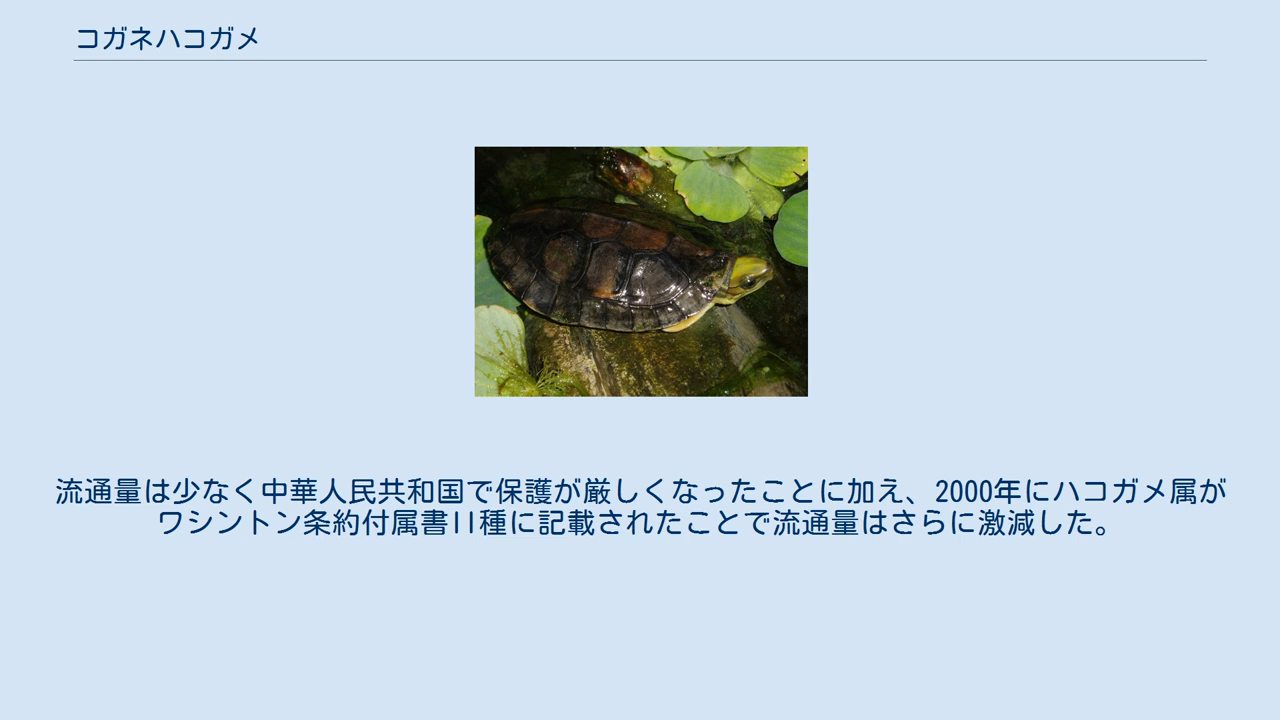 コガネハコガメ
流通量は少なく中華人民共和国で保護が厳しくなったことに加え、2000年にハコガメ属が
ワシントン条約付属書II種に記載されたことで流通量はさらに激減した。